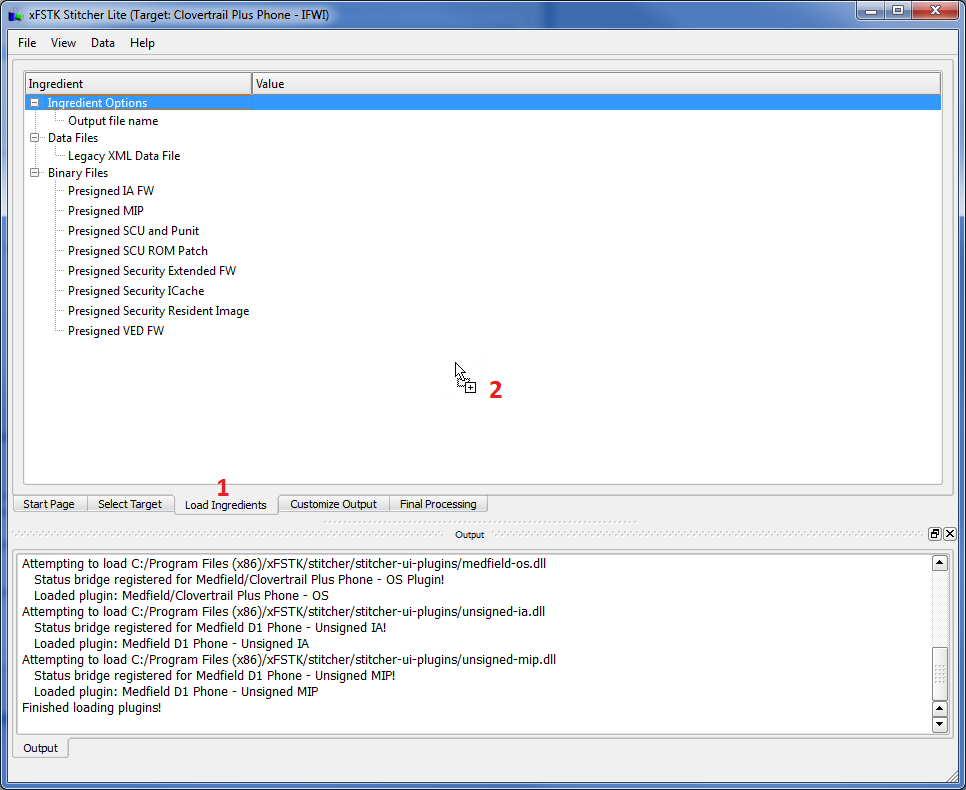 xFSTK Stitcher Lite (Target: Clovertrail Plus Phone - IFWI)
File View Data Help
Ingredient Value
Ingredient Options
Output file name
Data Files
Legacy XML Data File
Binary Files
Presigned IA FW
Presigned MIP
Presigned SCU and Punit
Presigned SCU ROM Patch
Presigned Security Extended FW
Presigned Security ICache
Presigned Security Resident Image
Presigned VED FW
2
1
Start Page Select Target Load Ingredients Customize Output Final Processing
Output
Attempting to load C:/Program Files (x86)/xFSTK/stitcher/stitcher-ui-plugins/medfield-os.dll
Status bridge registered for Medfield/Clovertrail Plus Phone - OS Plugin!
Loaded plugin: Medfield/Clovertrail Plus Phone - OS
Attempting to load C:/Program Files (x86)/xFSTK/stitcher/stitcher-ui-plugins/unsigned-ia.dll
Status bridge registered for Medfield D1 Phone - Unsigned IA!
Loaded plugin: Medfield D1 Phone - Unsigned IA
Attempting to load C:/Program Files (x86)/xFSTK/stitcher/stitcher-ui-plugins/unsigned-mip.dll
Status bridge registered for Medfield D1 Phone - Unsigned MIP!
Loaded plugin: Medfield D1 Phone - Unsigned MIP
Finished loading plugins!
Output